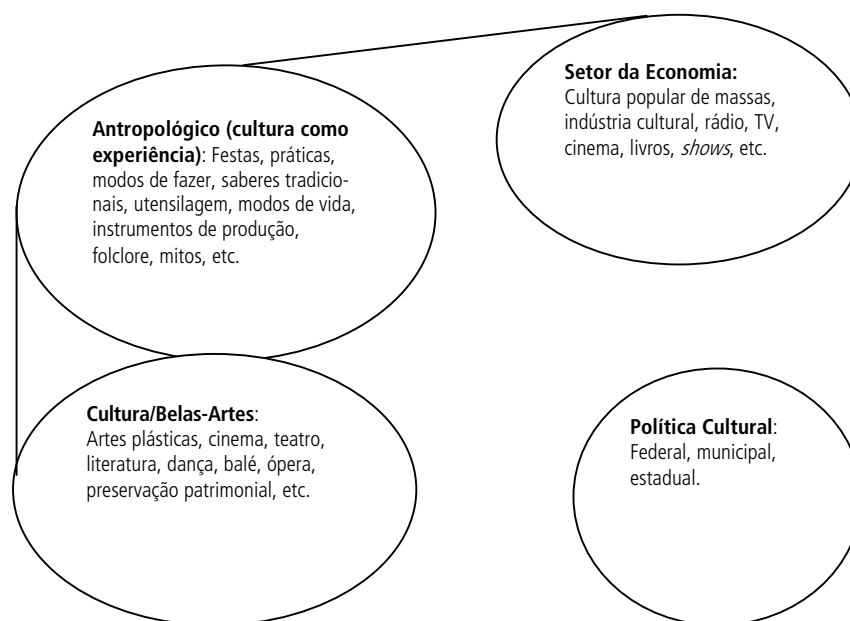 Setor da Economia:
Cultura popular de massas,
indústria cultural, rádio, TV,
cinema, livros, shows, etc.
Antropológico (cultura como
experiência): Festas, práticas,
modos de fazer, saberes tradicio-
nais, utensilagem, modos de vida,
instrumentos de produção,
folclore, mitos, etc.
Cultura/Belas-Artes:
Artes plásticas, cinema, teatro,
literatura, dança, balé, ópera,
preservação patrimonial, etc.
Política Cultural:
Federal, municipal,
estadual.